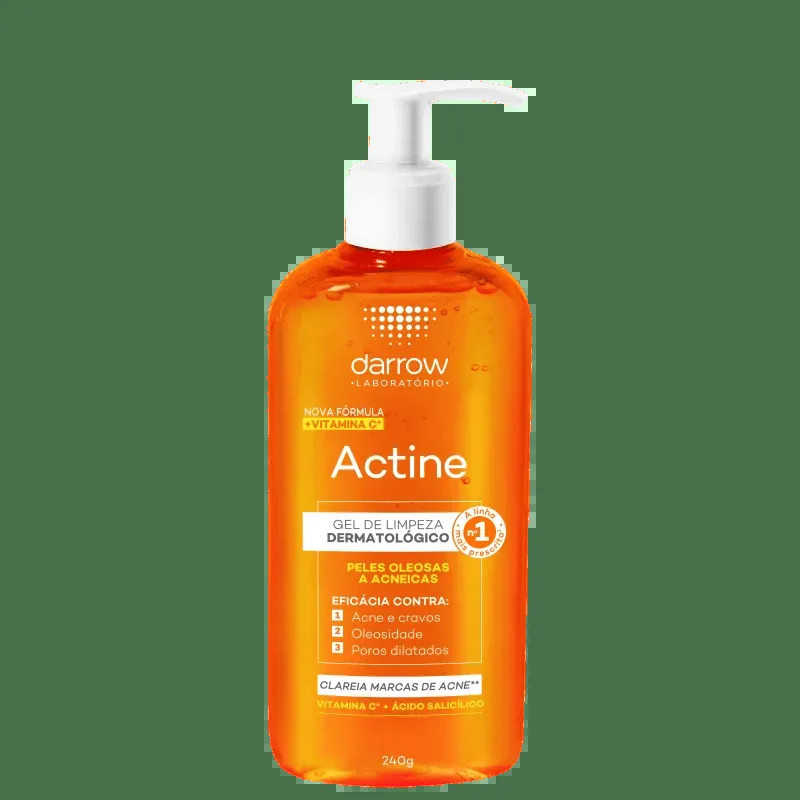 darrow
•LABORATÓRIO•
NOVA FÓRMULA
+VITAMINA C*
Actine
GEL DE LIMPEZA
DERMATOLÓGICO
A linha
nº1
mais prescrita¹
PELES OLEOSAS
A ACNEICAS
EFICÁCIA CONTRA:
1 Acne e cravos
2 Oleosidade
3 Poros dilatados
CLAREIA MARCAS DE ACNE**
VITAMINA C* + ÁCIDO SALICÍLICO
240g